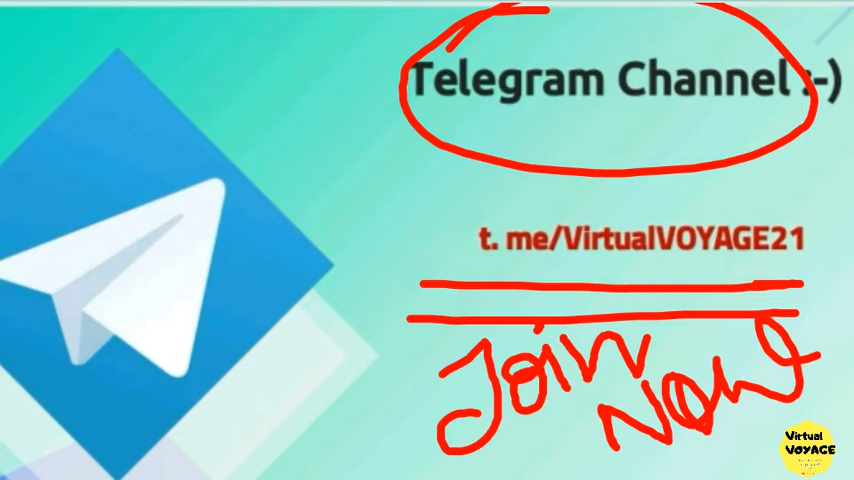 Telegram Channel :-)
t. me/VirtualVOYAGE21
Join
Now
Virtual
VOYAGE